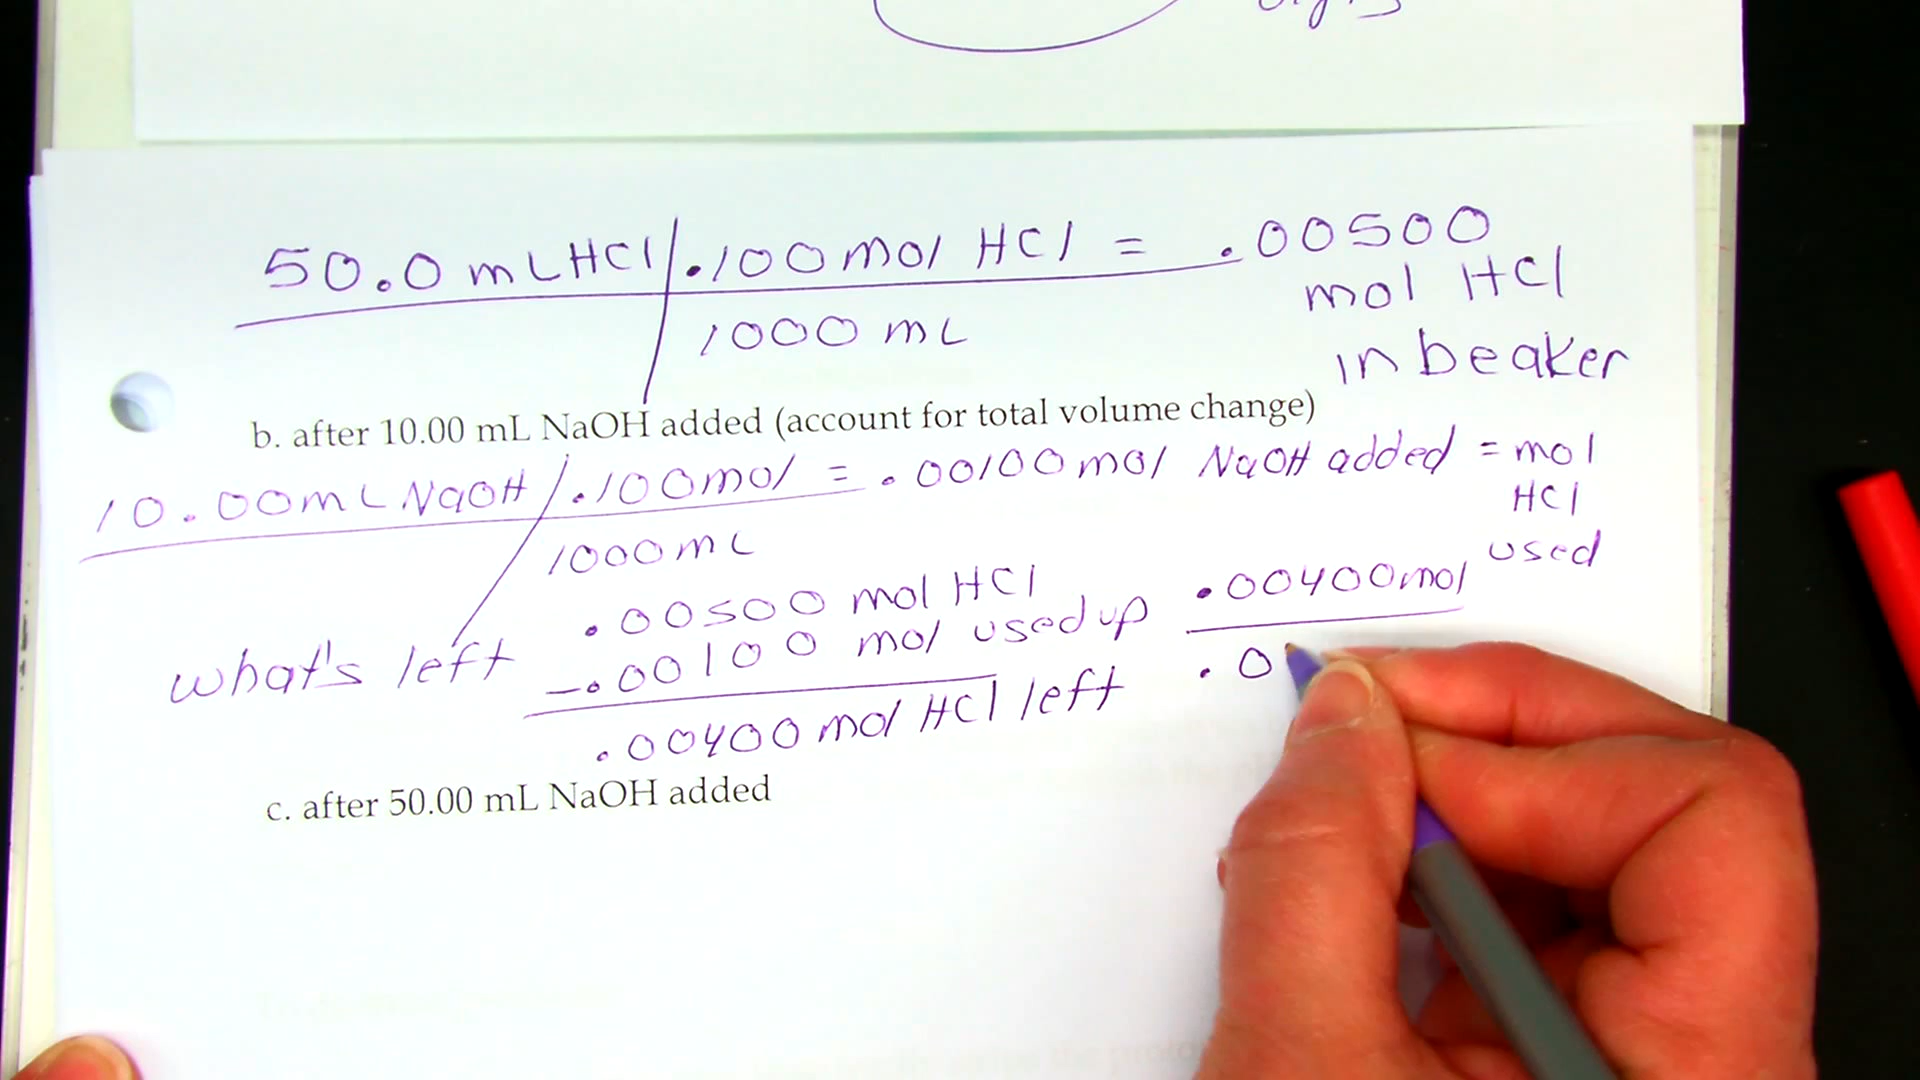 50.0 mL HCl / .100 mol HCl = .00500
1000 mL
mol HCl
in beaker
b. after 10.00 mL NaOH added (account for total volume change)
10.00 mL NaOH / .100 mol = .00100 mol NaOH added = mol
HCl
used
1000 mL
.00500 mol HCl
what's left -.00100 mol used up
.00400 mol HCl left
.00400 mol
.0
c. after 50.00 mL NaOH added